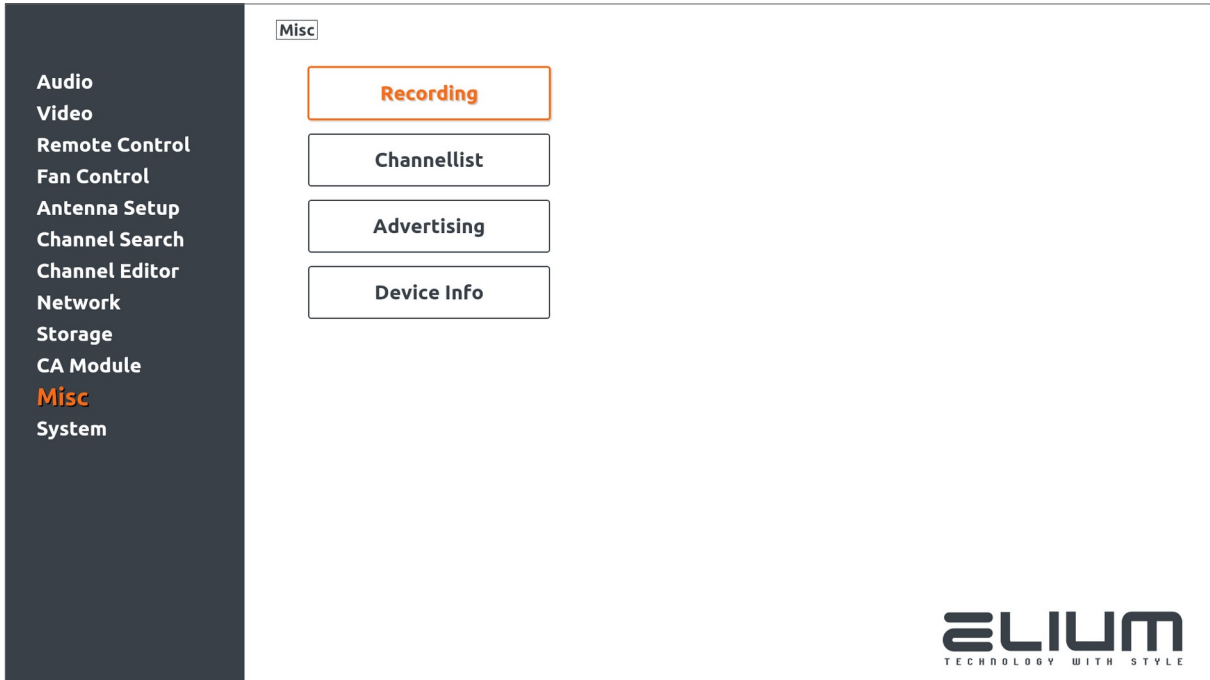 Misc
Audio
Video
Remote Control
Fan Control
Antenna Setup
Channel Search
Channel Editor
Network
Storage
CA Module
Misc
System
Recording
Channellist
Advertising
Device Info
ELIUM
TECHNOLOGY WITH STYLE